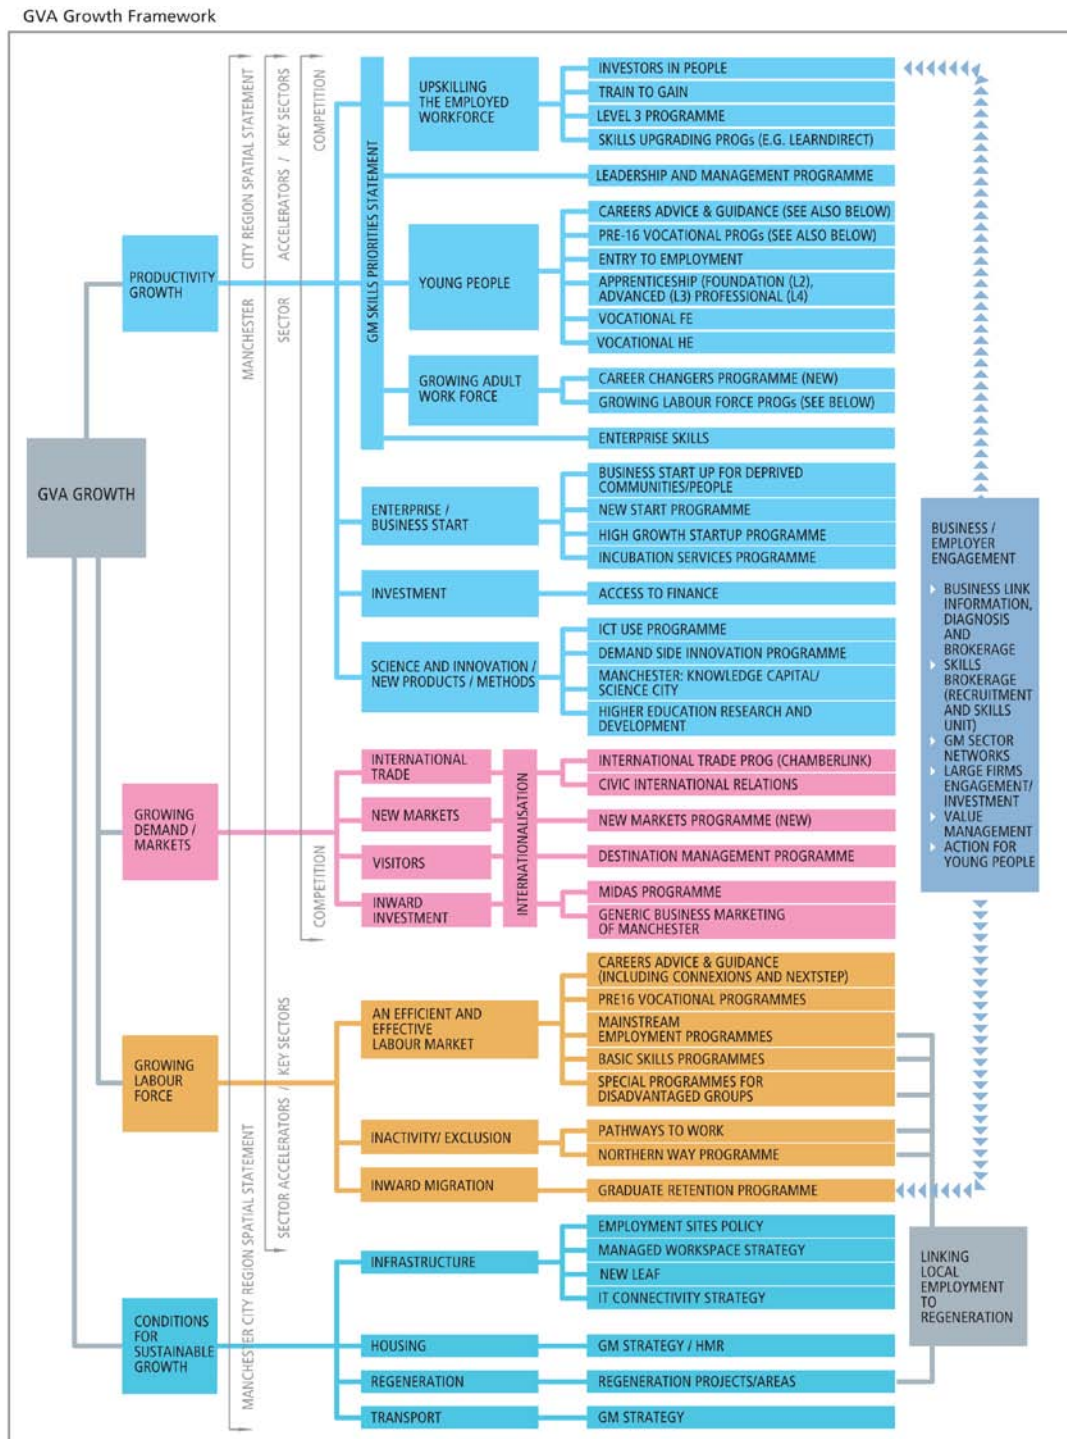 GVA Growth Framework
GVA GROWTH
PRODUCTIVITY
GROWTH
GROWING
DEMAND /
MARKETS
GROWING
LABOUR
FORCE
CONDITIONS
FOR
SUSTAINABLE
GROWTH
MANCHESTER CITY REGION SPATIAL STATEMENT
SECTOR ACCELERATORS / KEY SECTORS
COMPETITION
GM SKILLS PRIORITIES STATEMENT
UPSKILLING
THE EMPLOYED
WORKFORCE
INVESTORS IN PEOPLE
TRAIN TO GAIN
LEVEL 3 PROGRAMME
SKILLS UPGRADING PROGs (E.G. LEARNDIRECT)
LEADERSHIP AND MANAGEMENT PROGRAMME
YOUNG PEOPLE
CAREERS ADVICE & GUIDANCE (SEE ALSO BELOW)
PRE-16 VOCATIONAL PROGs (SEE ALSO BELOW)
ENTRY TO EMPLOYMENT
APPRENTICESHIP (FOUNDATION (L2),
ADVANCED (L3) PROFESSIONAL (L4)
VOCATIONAL FE
VOCATIONAL HE
GROWING ADULT
WORK FORCE
CAREER CHANGERS PROGRAMME (NEW)
GROWING LABOUR FORCE PROGs (SEE BELOW)
ENTERPRISE SKILLS
ENTERPRISE /
BUSINESS START
BUSINESS START UP FOR DEPRIVED
COMMUNITIES/PEOPLE
NEW START PROGRAMME
HIGH GROWTH STARTUP PROGRAMME
INCUBATION SERVICES PROGRAMME
INVESTMENT
ACCESS TO FINANCE
SCIENCE AND INNOVATION /
NEW PRODUCTS / METHODS
ICT USE PROGRAMME
DEMAND SIDE INNOVATION PROGRAMME
MANCHESTER: KNOWLEDGE CAPITAL/
SCIENCE CITY
HIGHER EDUCATION RESEARCH AND
DEVELOPMENT
COMPETITION
INTERNATIONAL
TRADE
NEW MARKETS
VISITORS
INWARD
INVESTMENT
INTERNATIONALISATION
INTERNATIONAL TRADE PROG (CHAMBERLINK)
CIVIC INTERNATIONAL RELATIONS
NEW MARKETS PROGRAMME (NEW)
DESTINATION MANAGEMENT PROGRAMME
MIDAS PROGRAMME
GENERIC BUSINESS MARKETING
OF MANCHESTER
MANCHESTER CITY REGION SPATIAL STATEMENT
SECTOR ACCELERATORS / KEY SECTORS
AN EFFICIENT AND
EFFECTIVE
LABOUR MARKET
CAREERS ADVICE & GUIDANCE
(INCLUDING CONNEXIONS AND NEXTSTEP)
PRE16 VOCATIONAL PROGRAMMES
MAINSTREAM
EMPLOYMENT PROGRAMMES
BASIC SKILLS PROGRAMMES
SPECIAL PROGRAMMES FOR
DISADVANTAGED GROUPS
INACTIVITY/ EXCLUSION
PATHWAYS TO WORK
NORTHERN WAY PROGRAMME
INWARD MIGRATION
GRADUATE RETENTION PROGRAMME
INFRASTRUCTURE
EMPLOYMENT SITES POLICY
MANAGED WORKSPACE STRATEGY
NEW LEAF
IT CONNECTIVITY STRATEGY
HOUSING
GM STRATEGY / HMR
REGENERATION
REGENERATION PROJECTS/AREAS
TRANSPORT
GM STRATEGY
BUSINESS /
EMPLOYER
ENGAGEMENT
BUSINESS LINK
INFORMATION,
DIAGNOSIS
AND
BROKERAGE
SKILLS
BROKERAGE
(RECRUITMENT
AND SKILLS
UNIT)
GM SECTOR
NETWORKS
LARGE FIRMS
ENGAGEMENT/
INVESTMENT
VALUE
MANAGEMENT
ACTION FOR
YOUNG PEOPLE
LINKING
LOCAL
EMPLOYMENT
TO
REGENERATION